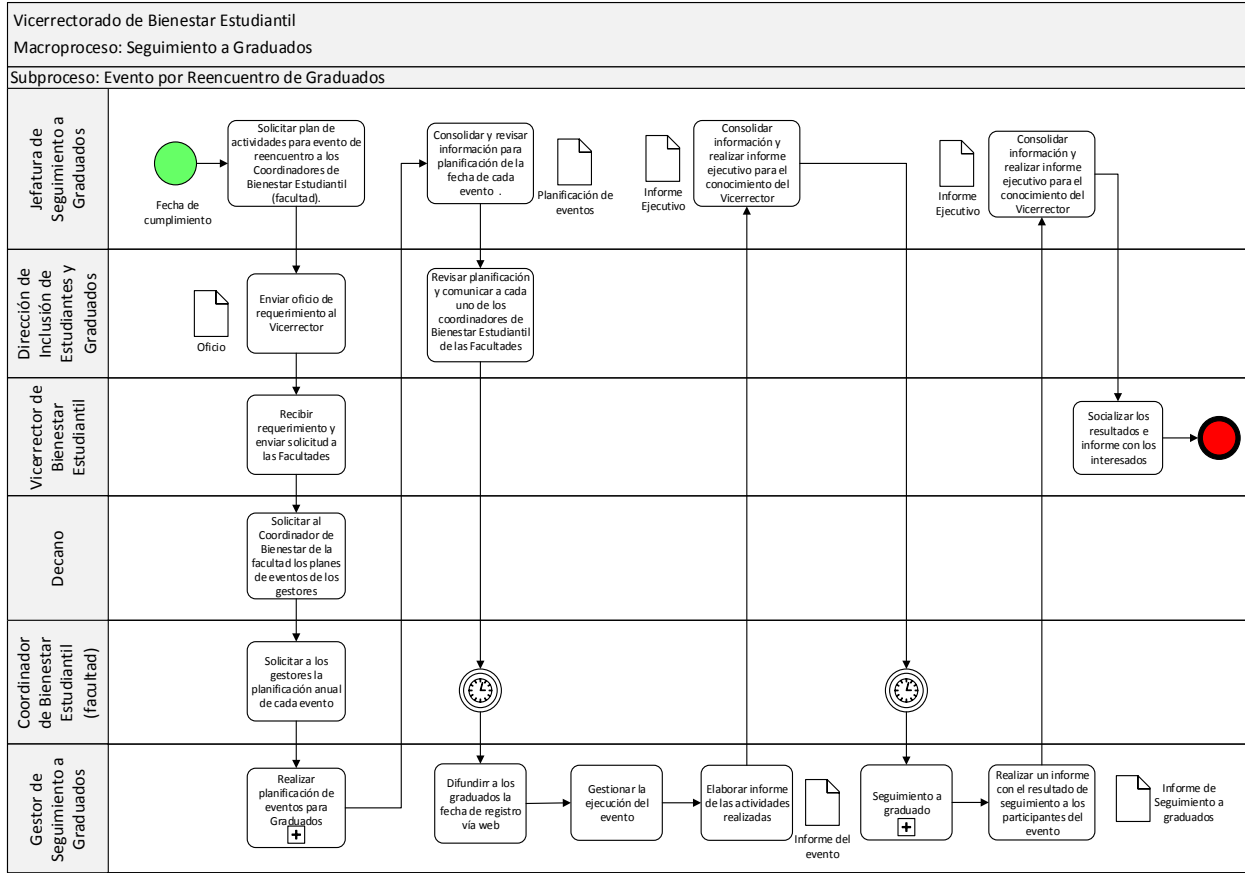 Vicerrectorado de Bienestar Estudiantil
Macroproceso: Seguimiento a Graduados
Subproceso: Evento por Reencuentro de Graduados
Jefatura de
Seguimiento a
Graduados
Fecha de
cumplimiento
Solicitar plan de
actividades para evento de
reencuentro a los
Coordinadores de
Bienestar Estudiantil
(facultad).
Consolidar y revisar
información para
planificación de la
fecha de cada
evento .
Planificación de
eventos
Informe
Ejecutivo
Consolidar
información y
realizar informe
ejecutivo para el
conocimiento del
Vicerrector
Informe
Ejecutivo
Consolidar
información y
realizar informe
ejecutivo para el
conocimiento del
Vicerrector
Dirección de
Inclusión de
Estudiantes y
Graduados
Oficio
Enviar oficio de
requerimiento al
Vicerrector
Revisar planificación
y comunicar a cada
uno de los
coordinadores de
Bienestar Estudiantil
de las Facultades
Vicerrector de
Bienestar
Estudiantil
Recibir
requerimiento y
enviar solicitud a
las Facultades
Socializar los
resultados e
informe con los
interesados
Decano
Solicitar al
Coordinador de
Bienestar de la
facultad los planes
de eventos de los
gestores
Coordinador
de Bienestar
Estudiantil
(facultad)
Solicitar a los
gestores la
planificación anual
de cada evento
Gestor de
Seguimiento a
Graduados
Realizar
planificación de
eventos para
Graduados
Difundirr a los
graduados la
fecha de registro
vía web
Gestionar la
ejecución del
evento
Elaborar informe
de las actividades
realizadas
Informe del
evento
Seguimiento a
graduado
Realizar un informe
con el resultado de
seguimiento a los
participantes del
evento
Informe de
Seguimiento a
graduados